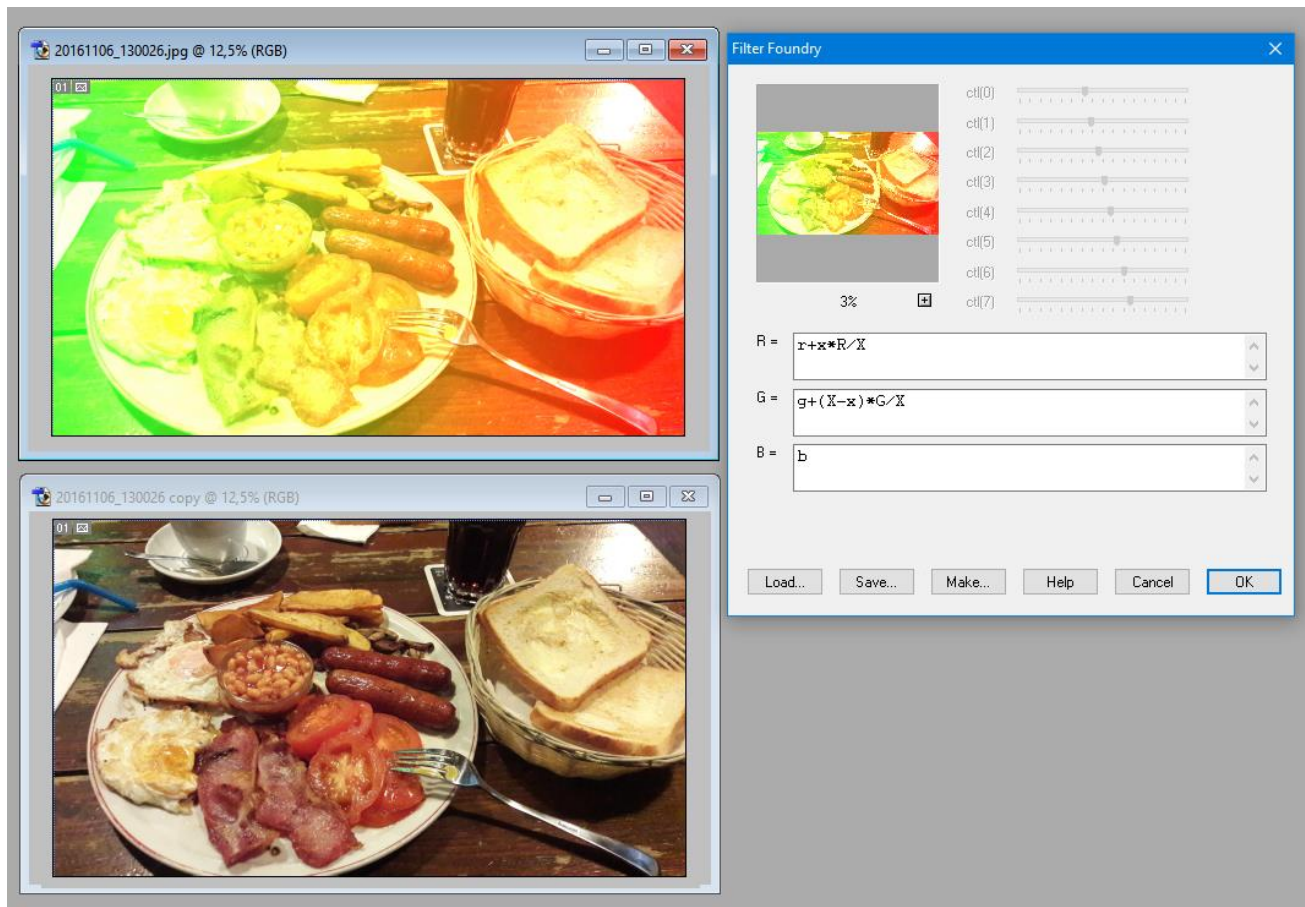 20161106_130026.jpg @ 12,5% (RGB)
01
Filter Foundry
ctl(0)
ctl(1)
ctl(2)
ctl(3)
ctl(4)
ctl(5)
ctl(6)
3%
ctl(7)
R = r+x*R/X
G = g+(X-x)*G/X
B = b
Load... Save... Make... Help Cancel OK
20161106_130026 copy @ 12,5% (RGB)
01